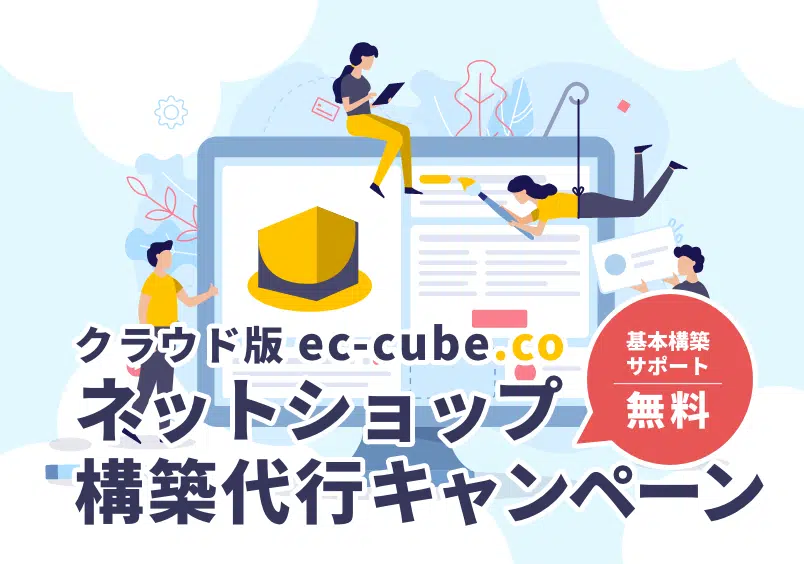 クラウド版 ec-cube.co
ネットショップ
構築代行キャンペーン
基本構築
サポート
無料
%